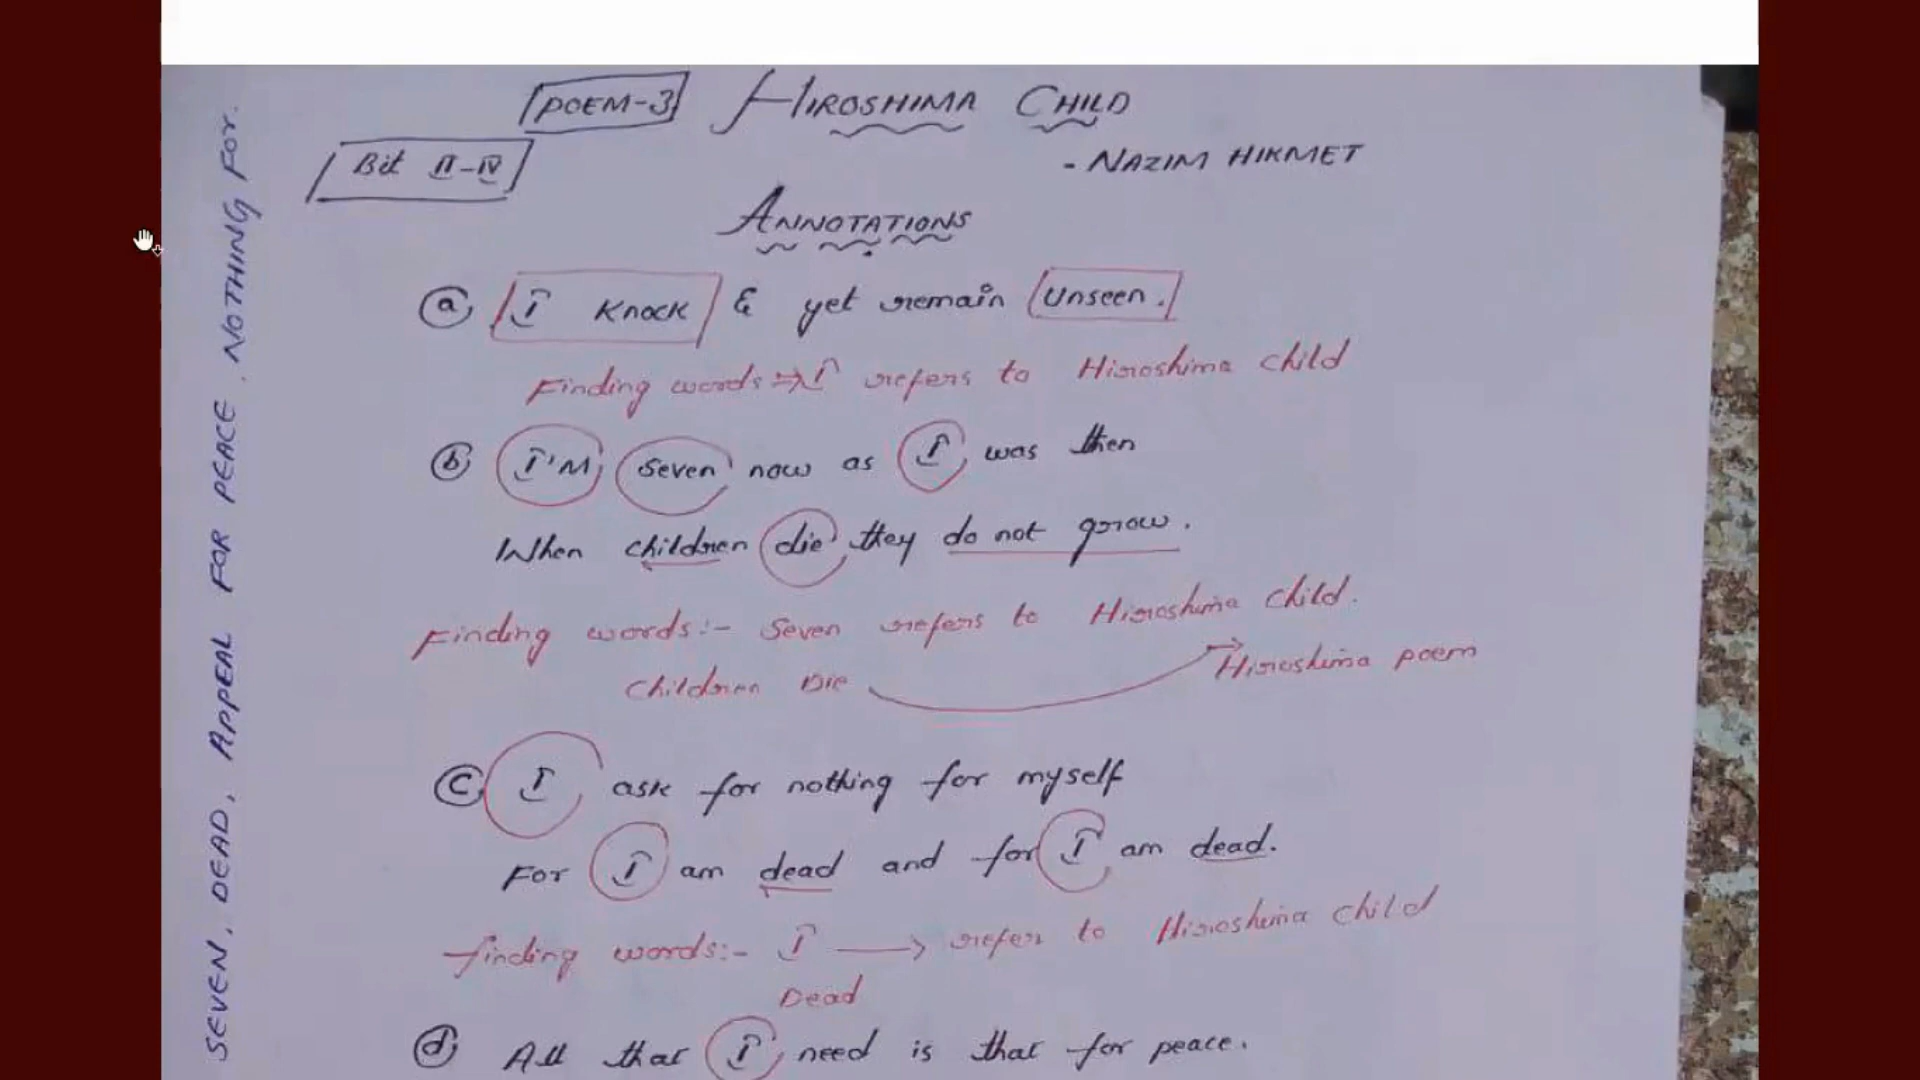 POEM-3 HIROSHIMA CHILD
- NAZIM HIKMET
Bit II-IV
ANNOTATIONS
(a) I Knock & yet remain Unseen.
Finding words => I refers to Hiroshima child
(b) I'M Seven now as I was then
When children die they do not grow.
Finding words:- Seven refers to Hiroshima child.
children Die → Hiroshima poem
(c) I ask for nothing for myself
For I am dead and for I am dead.
finding words:- I → refer to Hiroshima child
Dead
(d) All that I need is that for peace.
SEVEN, DEAD, APPEAL FOR PEACE, NOTHING FOR.